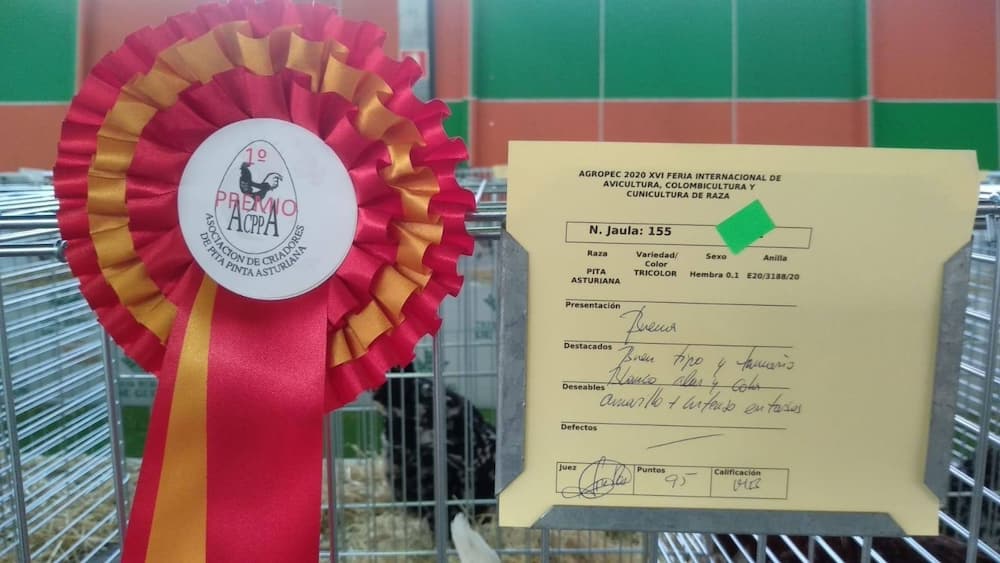 1º
PREMIO
ACPPA
ASOCIACION DE CRIADORES
DE PITA PINTA ASTURIANA
AGROPEC 2020 XVI FERIA INTERNACIONAL DE
AVICULTURA, COLOMBICULTURA Y
CUNICULTURA DE RAZA
N. Jaula: 155
Raza Variedad/ Color Sexo Anilla
PITA ASTURIANA TRICOLOR Hembra 0.1 E20/3188/20
Presentación
Buena
Destacados Buen tipo y tamaño
Blanco alas y cola
Deseables amarillo + intenso en tarsos
Defectos
Juez Puntos 95 Calificación